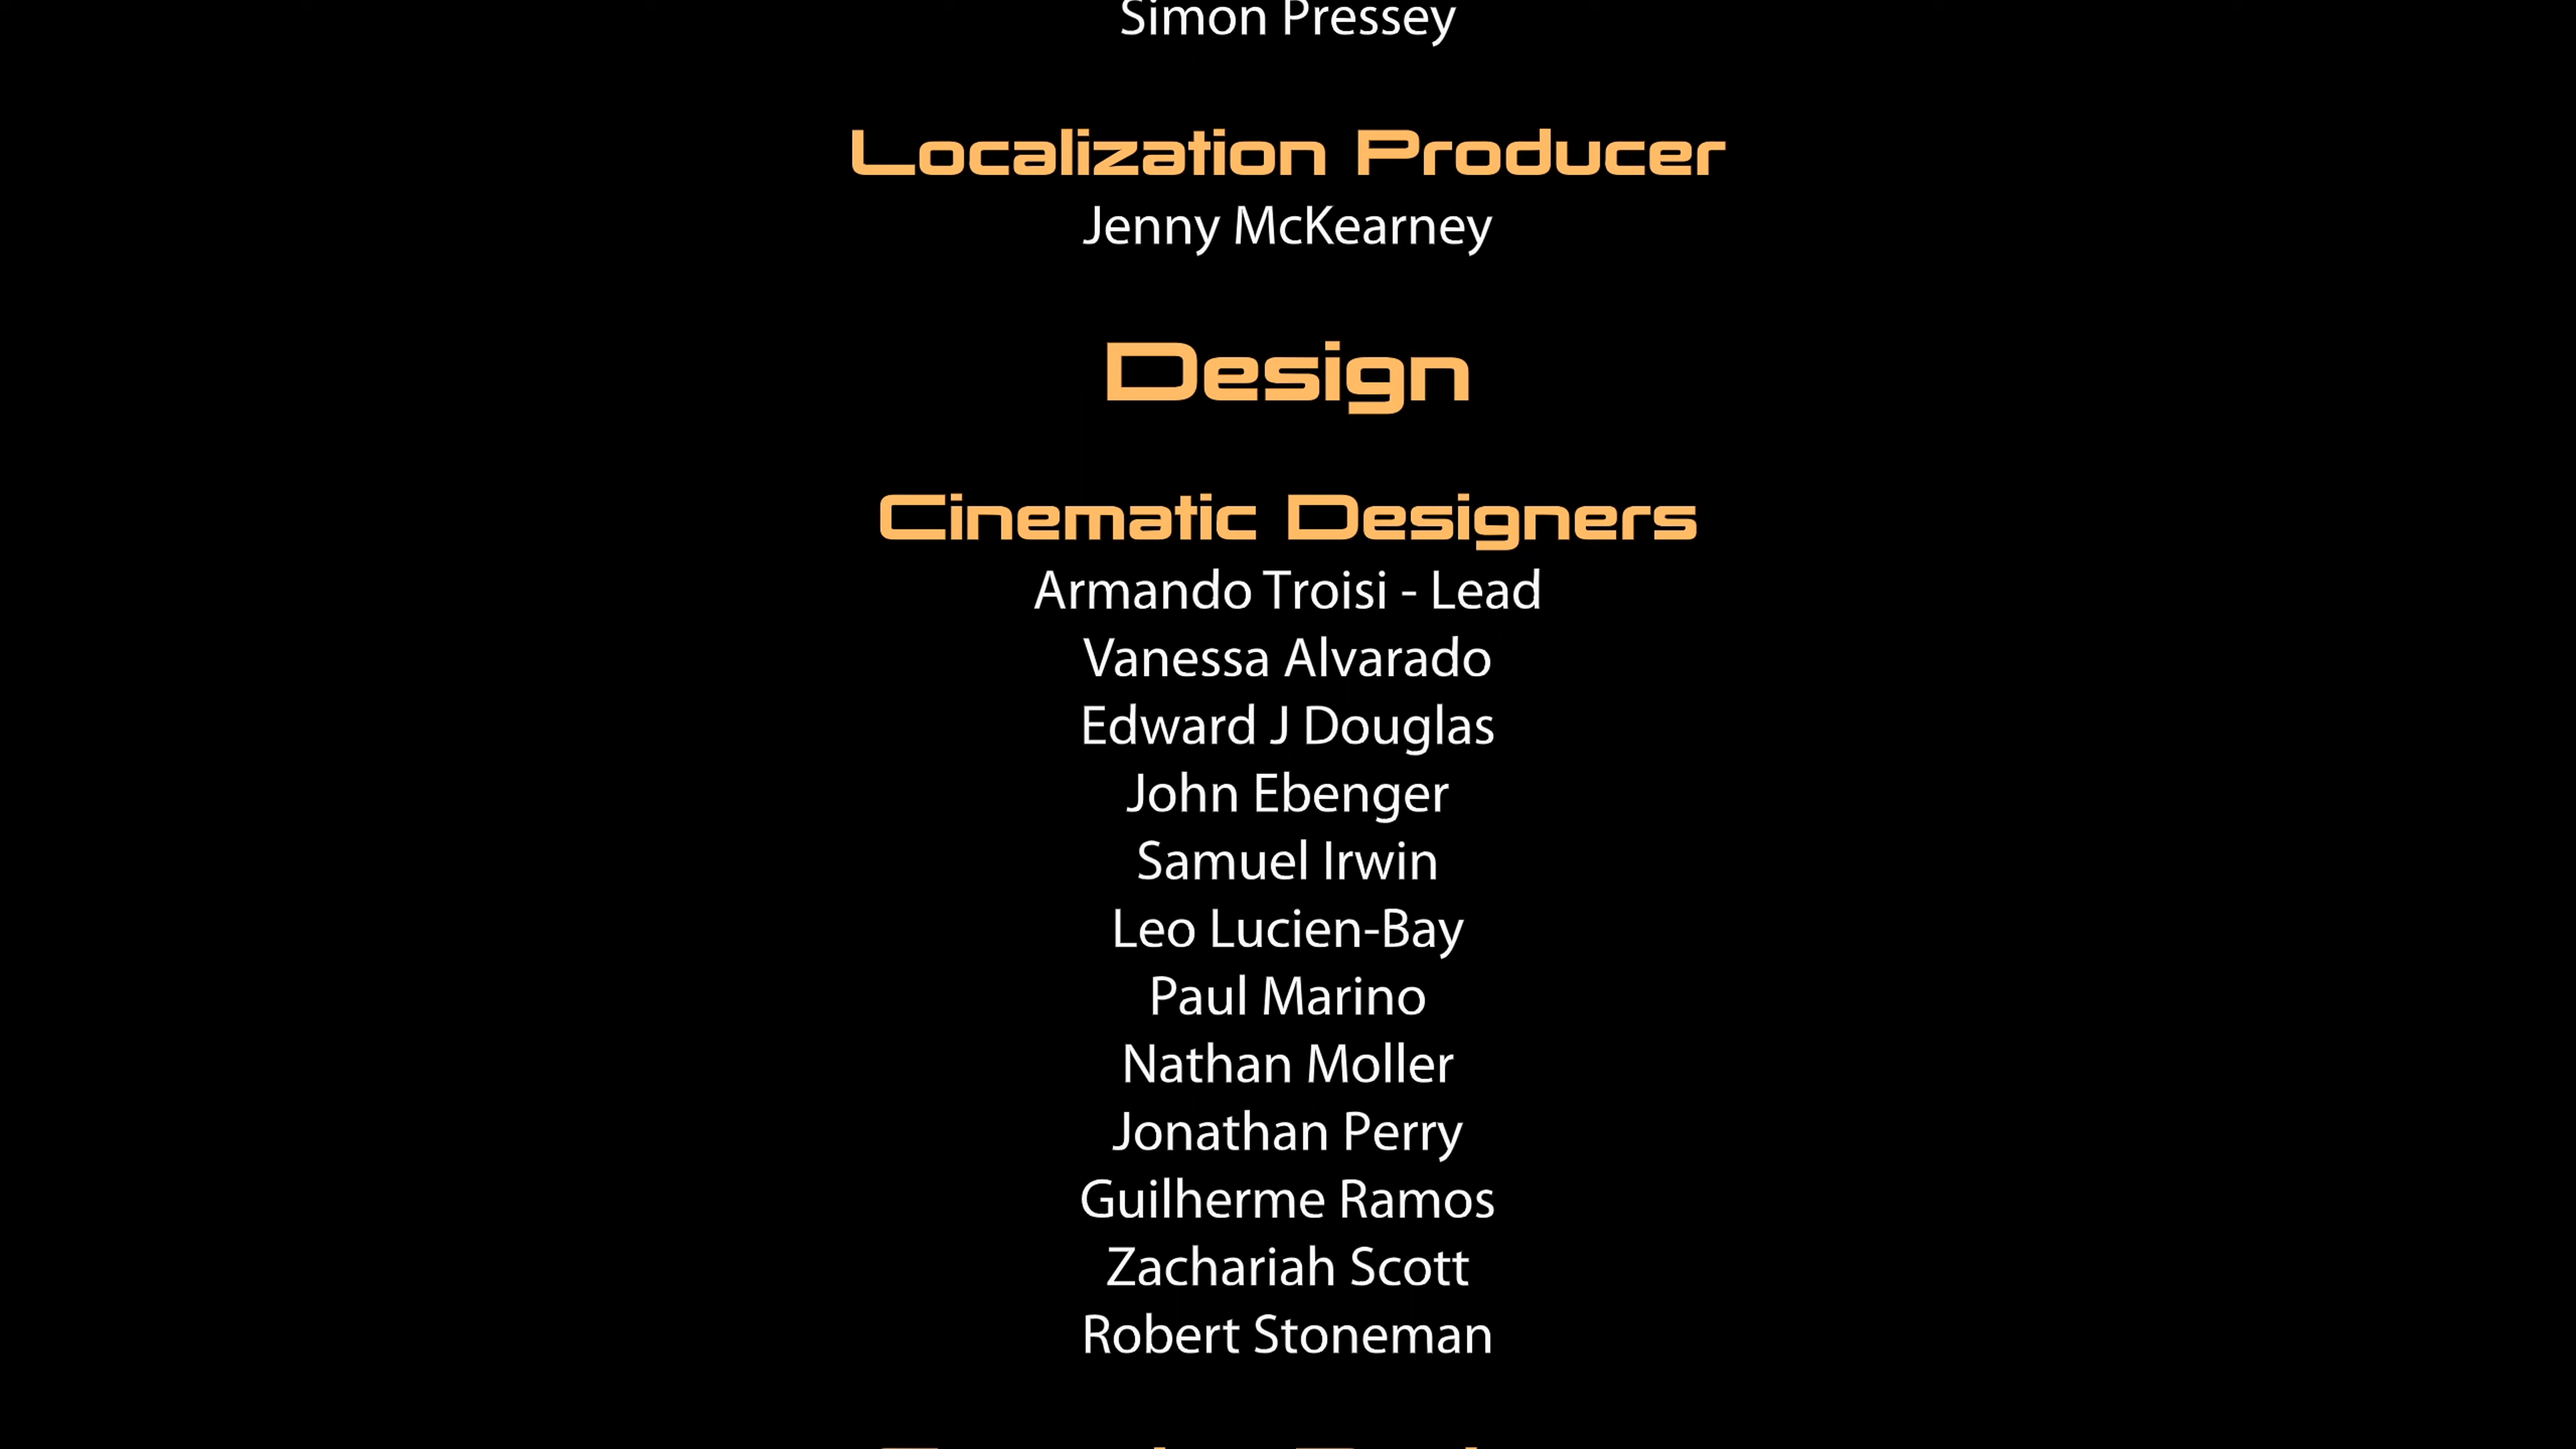 Simon Pressey
Localization Producer
Jenny McKearney
Design
Cinematic Designers
Armando Troisi - Lead
Vanessa Alvarado
Edward J Douglas
John Ebenger
Samuel Irwin
Leo Lucien-Bay
Paul Marino
Nathan Moller
Jonathan Perry
Guilherme Ramos
Zachariah Scott
Robert Stoneman